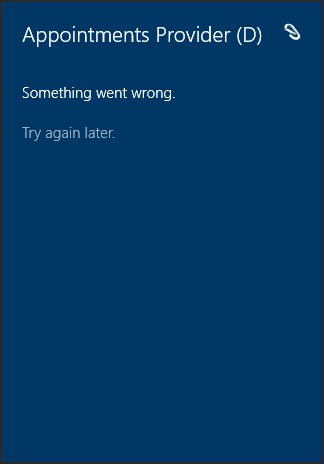 Appointments Provider (D)
Something went wrong.
Try again later.